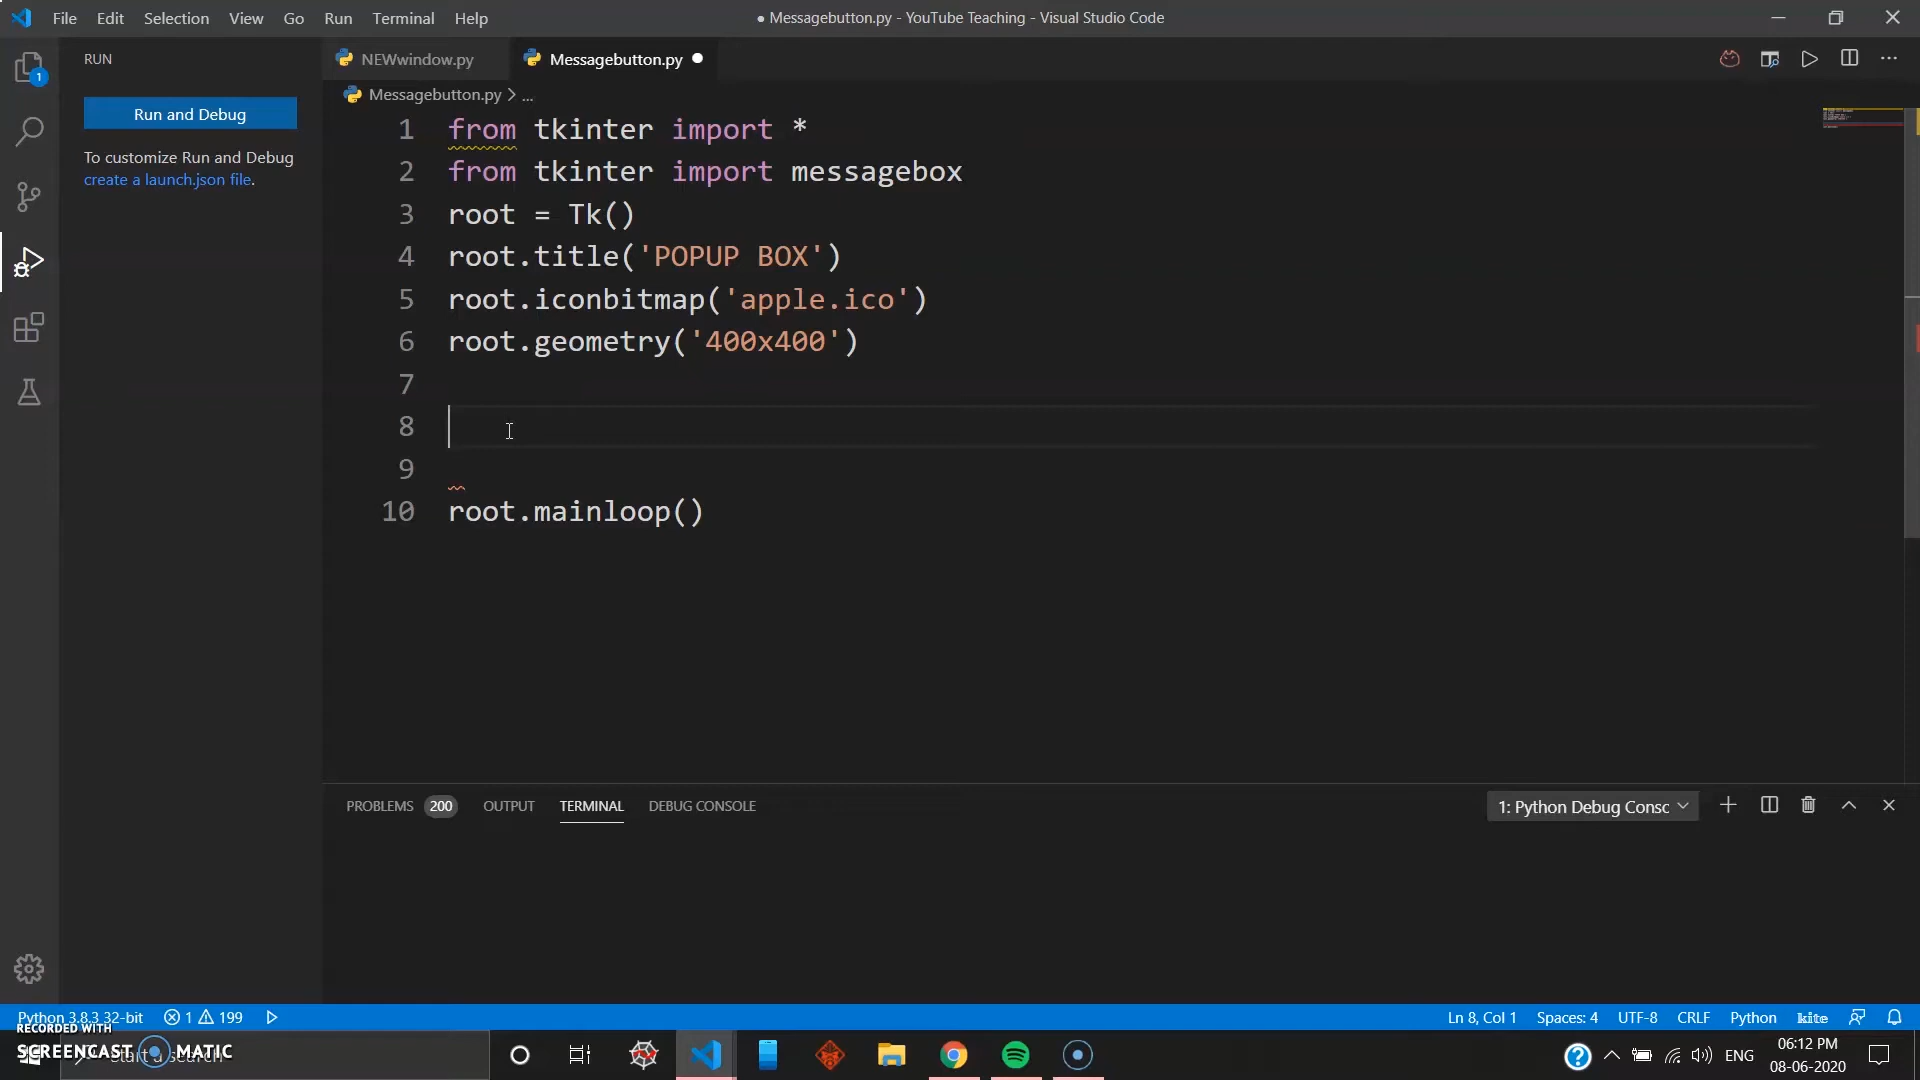 File Edit Selection View Go Run Terminal Help
● Messagebutton.py - YouTube Teaching - Visual Studio Code
1
RUN
NEWwindow.py
Messagebutton.py
Run and Debug
To customize Run and Debug
create a launch.json file.
Messagebutton.py > ...
1 from tkinter import *
2 from tkinter import messagebox
3 root = Tk()
4 root.title('POPUP BOX')
5 root.iconbitmap('apple.ico')
6 root.geometry('400x400')
7
8
9
10 root.mainloop()
PROBLEMS 200 OUTPUT TERMINAL DEBUG CONSOLE
1: Python Debug Consc
Python 3.8.3 32-bit 1 199
Ln 8, Col 1 Spaces: 4 UTF-8 CRLF Python kite
RECORDED WITH
SCREENCAST MATIC
ENG
06:12 PM
08-06-2020